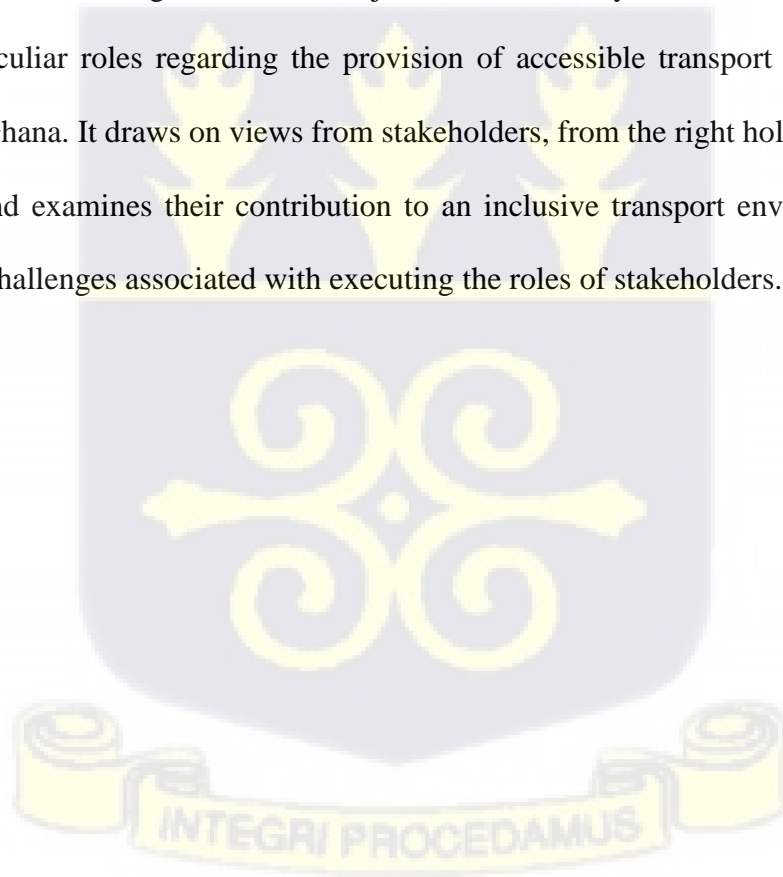 culiar roles regarding the provision of accessible transport
hana. It draws on views from stakeholders, from the right hol
nd examines their contribution to an inclusive transport env
hallenges associated with executing the roles of stakeholders.
INTEGRI PROCEDAMUS